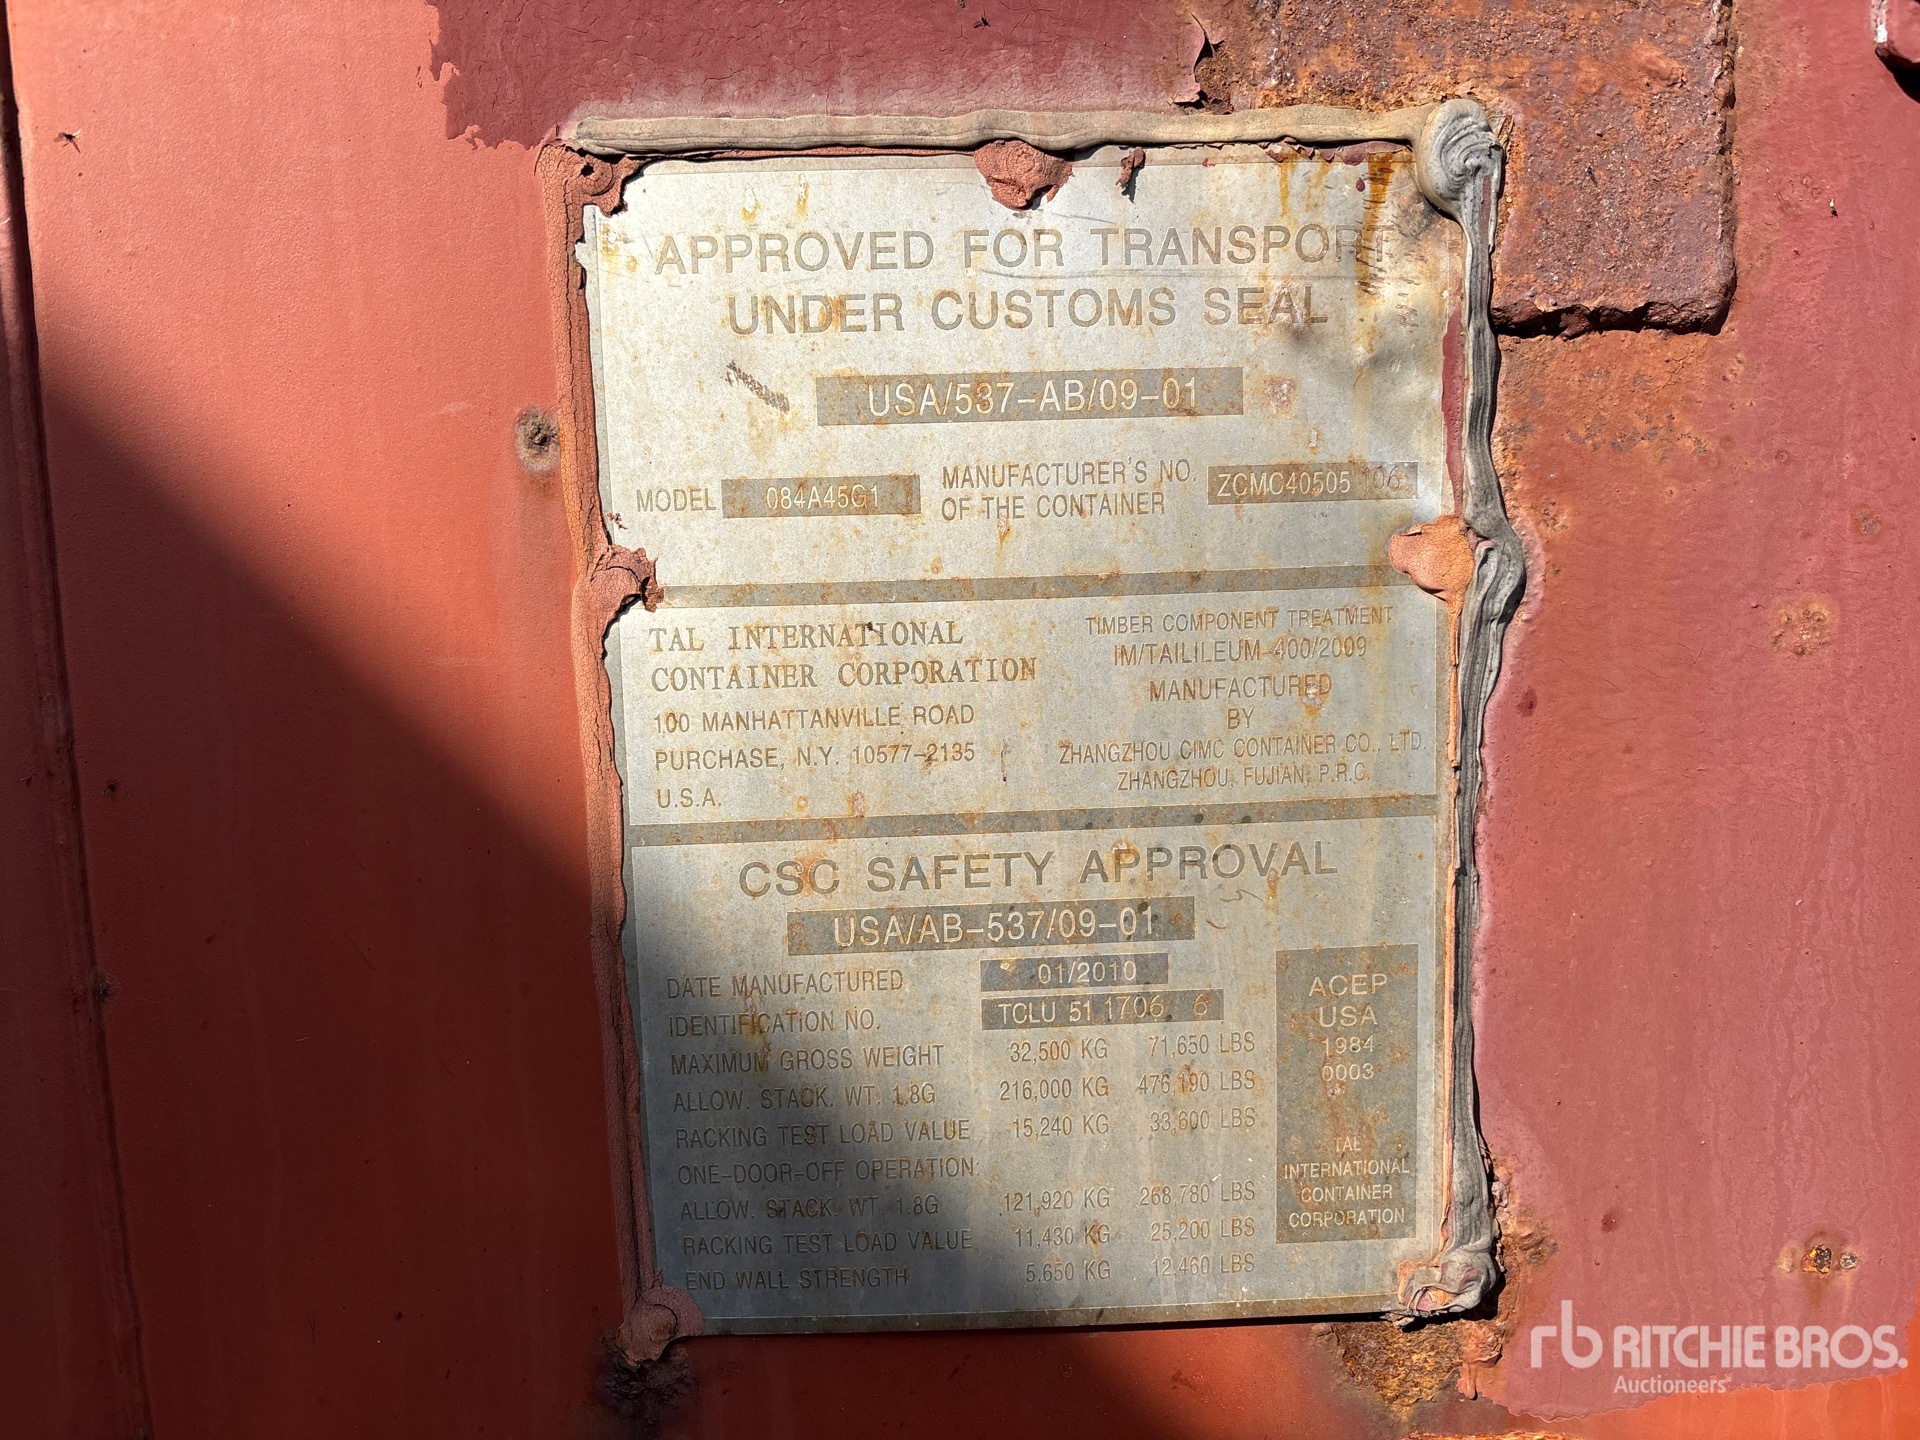 APPROVED FOR TRANSPORT
UNDER CUSTOMS SEAL
USA/537-AB/09-01
MODEL 084A45G1
MANUFACTURER'S NO.
OF THE CONTAINER
ZCMC40505 106
TAL INTERNATIONAL
CONTAINER CORPORATION
100 MANHATTANVILLE ROAD
PURCHASE, N.Y. 10577-2135
U.S.A.
TIMBER COMPONENT TREATMENT
IM/TAILILEUM-400/2009
MANUFACTURED
BY
ZHANGZHOU CIMC CONTAINER CO., LTD.
ZHANGZHOU, FUJIAN, P.R.C.
CSC SAFETY APPROVAL
USA/AB-537/09-01
DATE MANUFACTURED 01/2010
IDENTIFICATION NO. TCLU 51 1706 6
MAXIMUM GROSS WEIGHT 32,500 KG 71,650 LBS
ALLOW. STACK. WT. 1.8G 216,000 KG 476,190 LBS
RACKING TEST LOAD VALUE 15,240 KG 33,600 LBS
ONE-DOOR-OFF OPERATION:
ALLOW. STACK. WT. 1.8G 121,920 KG 268,780 LBS
RACKING TEST LOAD VALUE 11,430 KG 25,200 LBS
END WALL STRENGTH 5,650 KG 12,460 LBS
ACEP
USA
1984
0003
TAL
INTERNATIONAL
CONTAINER
CORPORATION
rb RITCHIE BROS.
Auctioneers